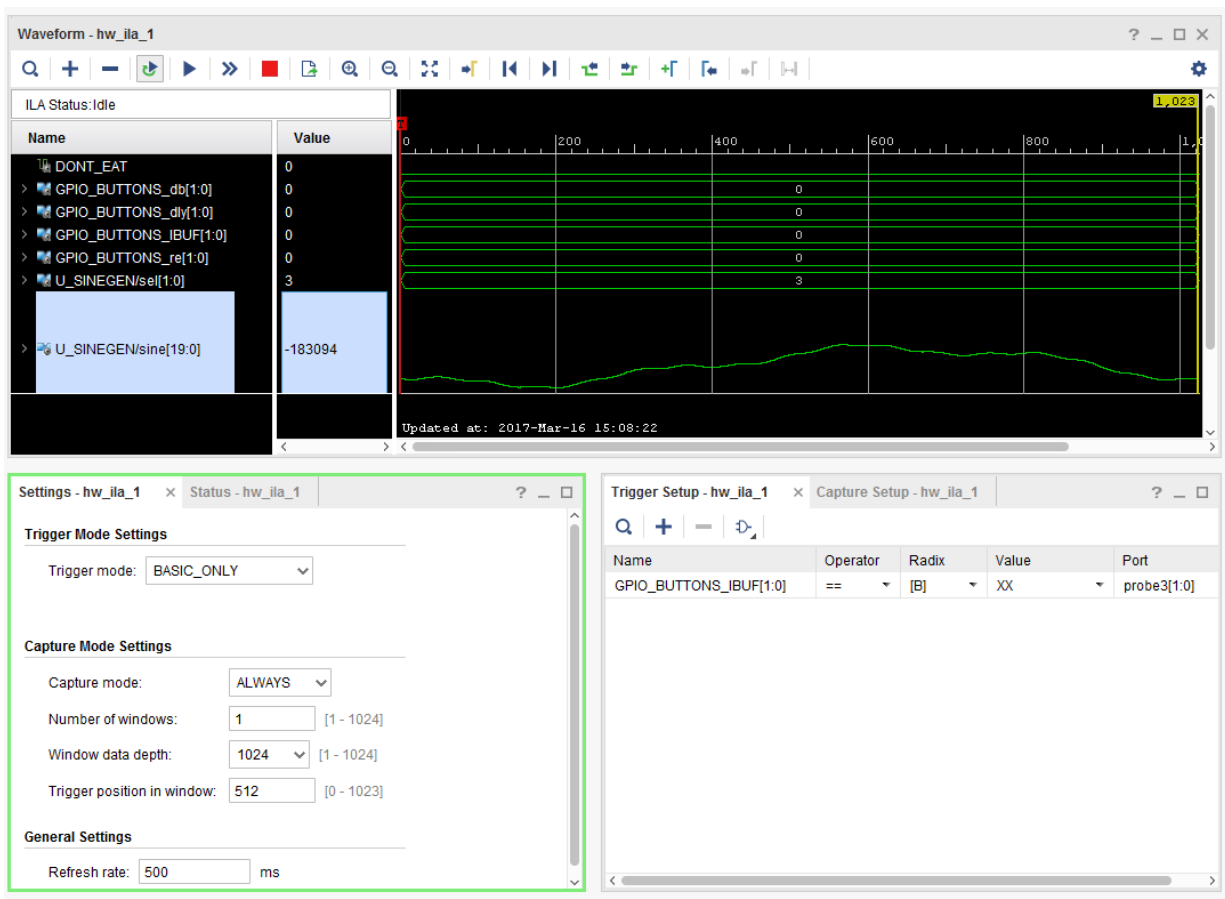 Waveform - hw_ila_1
ILA Status:Idle
1,023
Name Value
T
0 200 400 600 800 1,0
DONT_EAT 0
GPIO_BUTTONS_db[1:0] 0 0
GPIO_BUTTONS_dly[1:0] 0 0
GPIO_BUTTONS_IBUF[1:0] 0 0
GPIO_BUTTONS_re[1:0] 0 0
U_SINEGEN/sel[1:0] 3 3
U_SINEGEN/sine[19:0] -183094
Updated at: 2017-Mar-16 15:08:22
Settings - hw_ila_1 Status - hw_ila_1
Trigger Mode Settings
Trigger mode: BASIC_ONLY
Capture Mode Settings
Capture mode: ALWAYS
Number of windows: 1 [1 - 1024]
Window data depth: 1024 [1 - 1024]
Trigger position in window: 512 [0 - 1023]
General Settings
Refresh rate: 500 ms
Trigger Setup - hw_ila_1 Capture Setup - hw_ila_1
Name Operator Radix Value Port
GPIO_BUTTONS_IBUF[1:0] == [B] XX probe3[1:0]